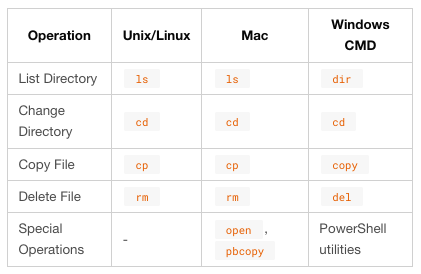 Operation Unix/Linux Mac Windows CMD
List Directory ls ls dir
Change Directory cd cd cd
Copy File cp cp copy
Delete File rm rm del
Special Operations - open , pbcopy PowerShell utilities